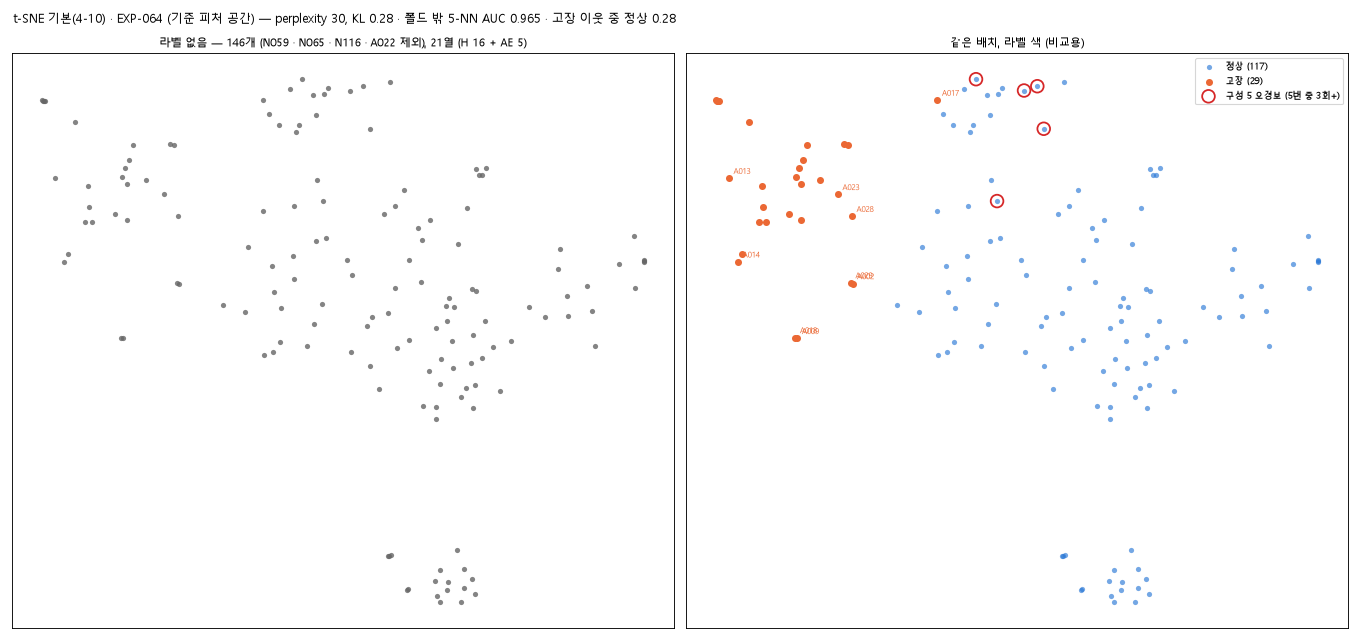 t-SNE 기본(4-10) · EXP-064 (기준 피처 공간) — perplexity 30, KL 0.28 · 폴드 밖 5-NN AUC 0.965 · 고장 이웃 중 정상 0.28
라벨 없음 — 146개 (N059 · N065 · N116 · A022 제외), 21열 (H 16 + AE 5)
같은 배치, 라벨 색 (비교용)
정상 (117)
고장 (29)
구성 5 오경보 (5번 중 3회+)
A017
A013
A023
A028
A014